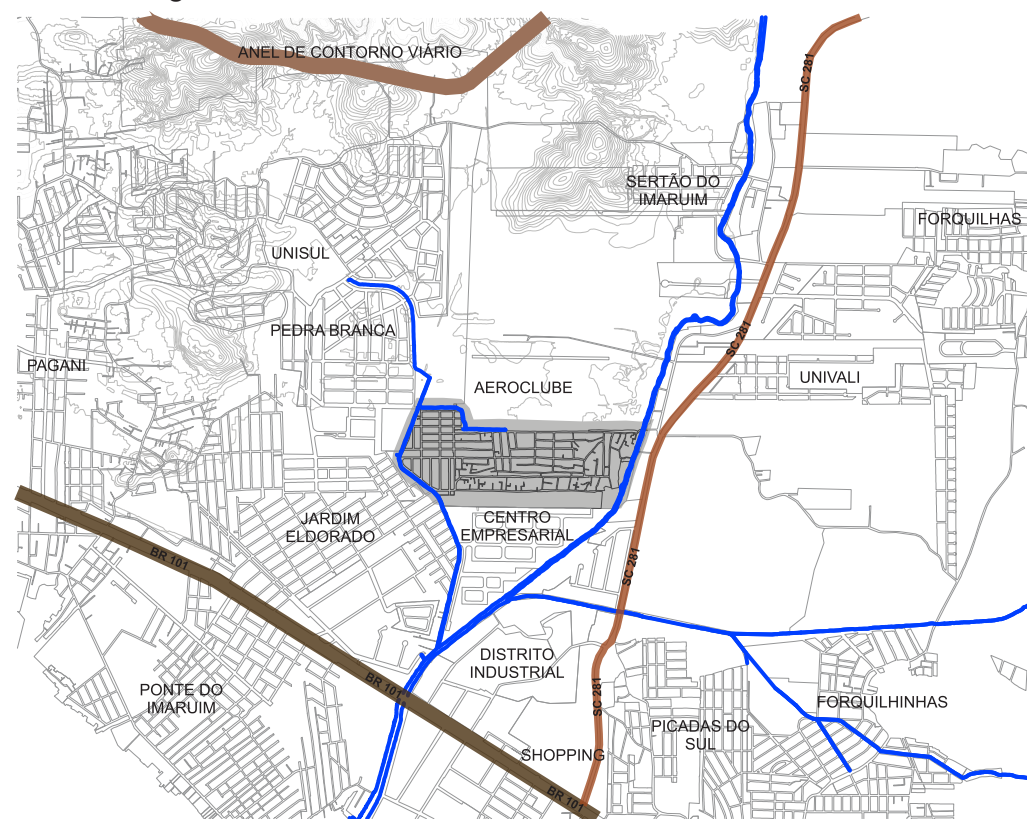 ANEL DE CONTORNO VIÁRIO
SC 281
SERTÃO DO
IMARUIM
FORQUILHAS
UNISUL
PEDRA BRANCA
SC 281
PAGANI
AEROCLUBE
UNIVALI
JARDIM
ELDORADO
CENTRO
EMPRESARIAL
BR 101
SC 281
DISTRITO
INDUSTRIAL
PONTE DO
IMARUIM
BR 101
SC 281
FORQUILHINHAS
PICADAS DO
SUL
SHOPPING
BR 101